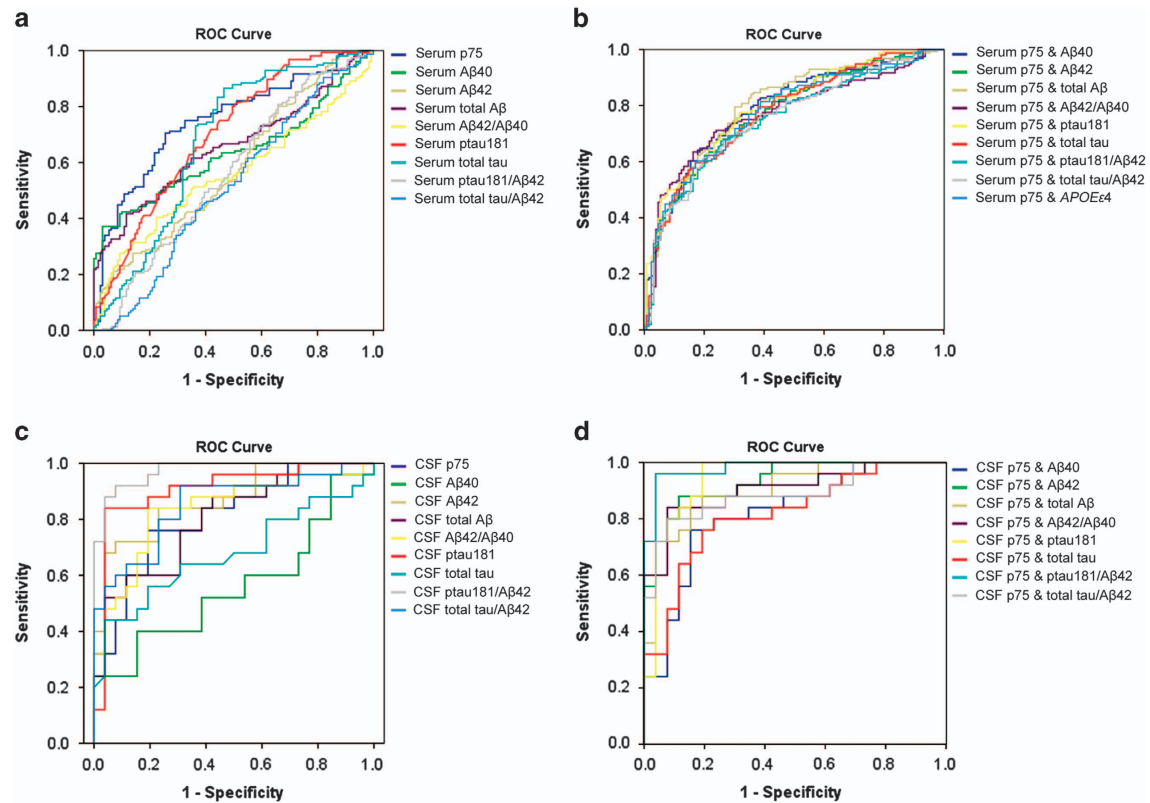 a
ROC Curve
1.0
0.8
0.6
0.4
0.2
0.0
Sensitivity
0.0 0.2 0.4 0.6 0.8 1.0
1 - Specificity
Serum p75
Serum Aβ40
Serum Aβ42
Serum total Aβ
Serum Aβ42/Aβ40
Serum ptau181
Serum total tau
Serum ptau181/Aβ42
Serum total tau/Aβ42
b
ROC Curve
1.0
0.8
0.6
0.4
0.2
0.0
Sensitivity
0.0 0.2 0.4 0.6 0.8 1.0
1 - Specificity
Serum p75 & Aβ40
Serum p75 & Aβ42
Serum p75 & total Aβ
Serum p75 & Aβ42/Aβ40
Serum p75 & ptau181
Serum p75 & total tau
Serum p75 & ptau181/Aβ42
Serum p75 & total tau/Aβ42
Serum p75 & APOEε4
c
ROC Curve
1.0
0.8
0.6
0.4
0.2
0.0
Sensitivity
0.0 0.2 0.4 0.6 0.8 1.0
1 - Specificity
CSF p75
CSF Aβ40
CSF Aβ42
CSF total Aβ
CSF Aβ42/Aβ40
CSF ptau181
CSF total tau
CSF ptau181/Aβ42
CSF total tau/Aβ42
d
ROC Curve
1.0
0.8
0.6
0.4
0.2
0.0
Sensitivity
0.0 0.2 0.4 0.6 0.8 1.0
1 - Specificity
CSF p75 & Aβ40
CSF p75 & Aβ42
CSF p75 & total Aβ
CSF p75 & Aβ42/Aβ40
CSF p75 & ptau181
CSF p75 & total tau
CSF p75 & ptau181/Aβ42
CSF p75 & total tau/Aβ42